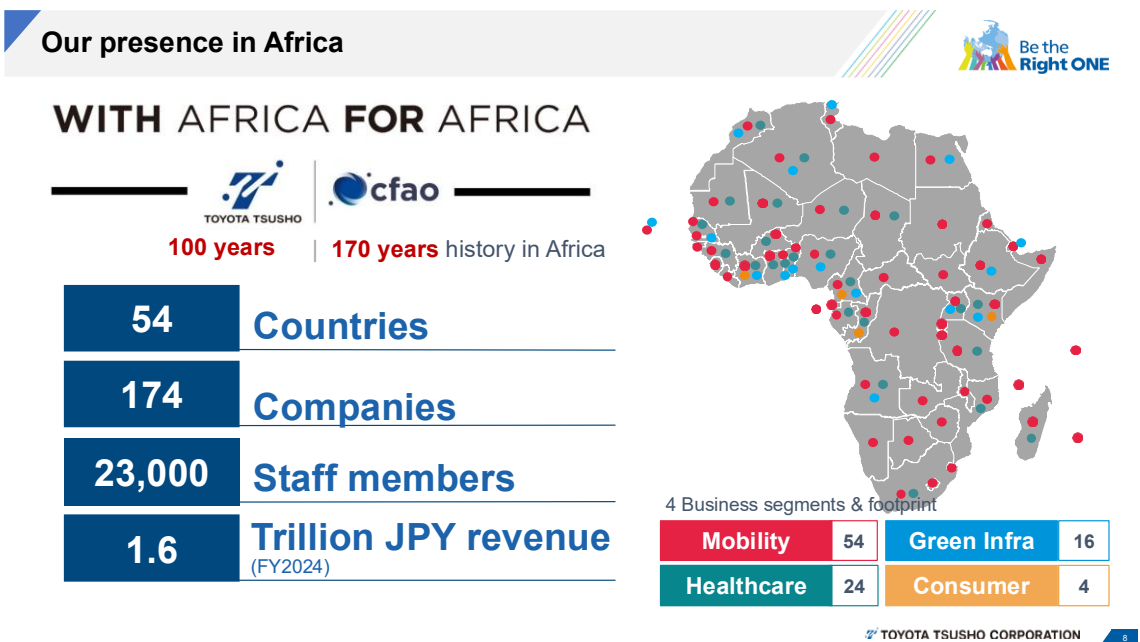 Our presence in Africa
Be the
Right ONE
WITH AFRICA FOR AFRICA
TOYOTA TSUSHO
cfao
100 years | 170 years history in Africa
54 Countries
174 Companies
23,000 Staff members
1.6 Trillion JPY revenue
(FY2024)
4 Business segments & footprint
Mobility 54 Green Infra 16
Healthcare 24 Consumer 4
TOYOTA TSUSHO CORPORATION
8